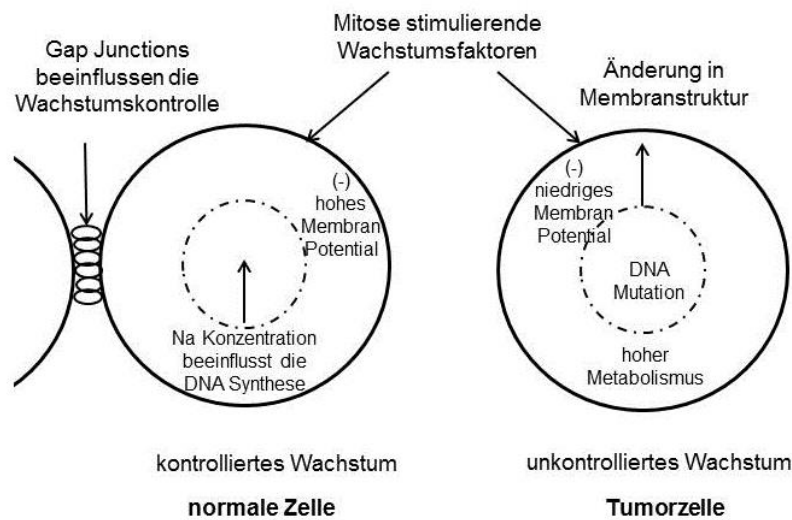 Gap Junctions
beeinflussen die
Wachstumskontrolle
Mitose stimulierende
Wachstumsfaktoren
Änderung in
Membranstruktur
(-)
hohes
Membran
Potential
Na Konzentration
beeinflusst die
DNA Synthese
(-)
niedriges
Membran
Potential
DNA
Mutation
hoher
Metabolismus
kontrolliertes Wachstum
normale Zelle
unkontrolliertes Wachstum
Tumorzelle